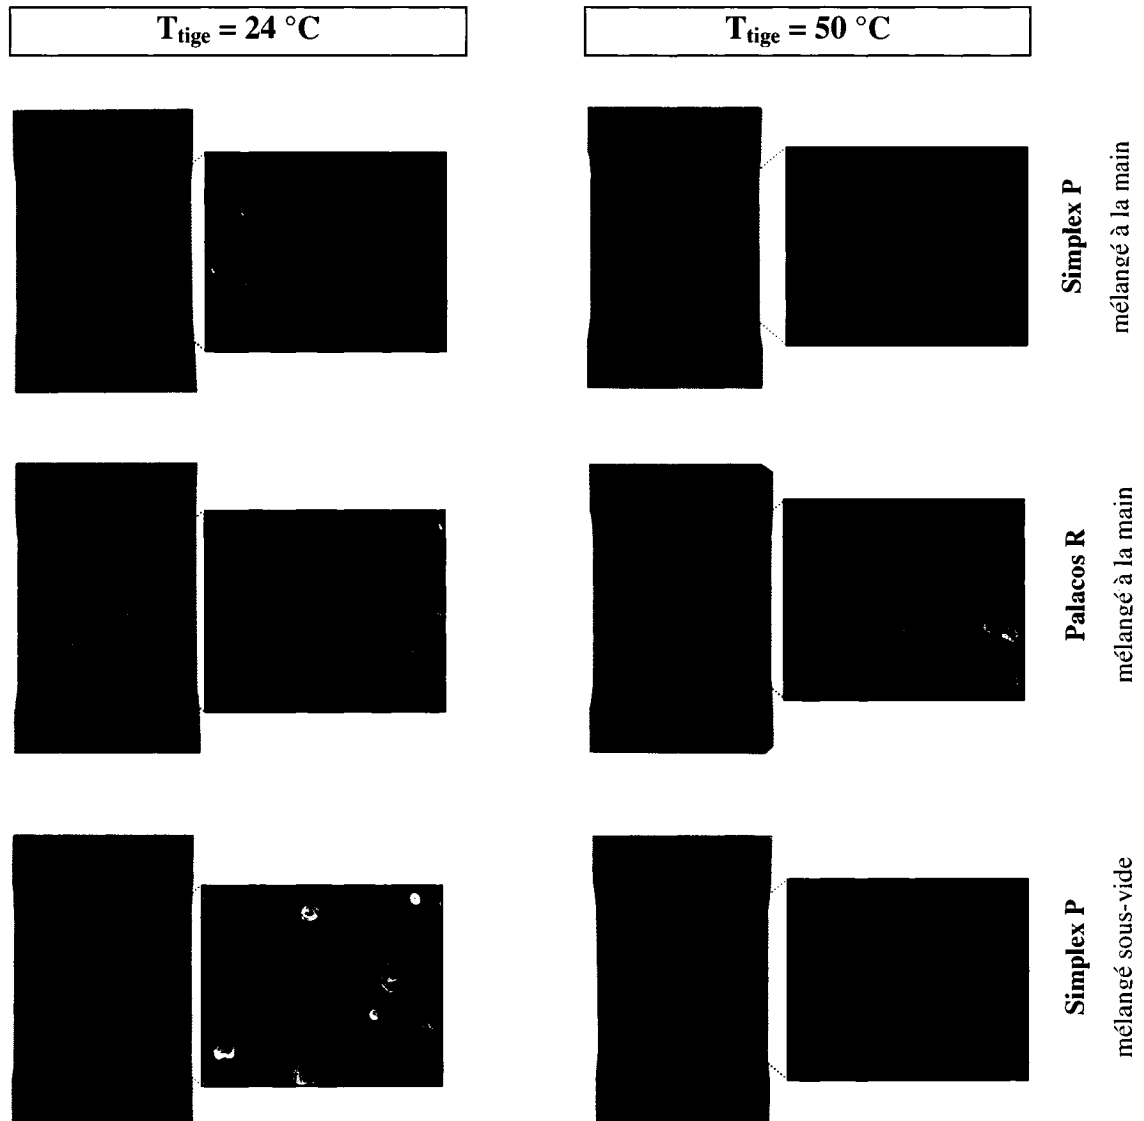 T_tige = 24 °C
T_tige = 50 °C
Simplex P
mélangé à la main
Palacos R
mélangé à la main
Simplex P
mélangé sous-vide